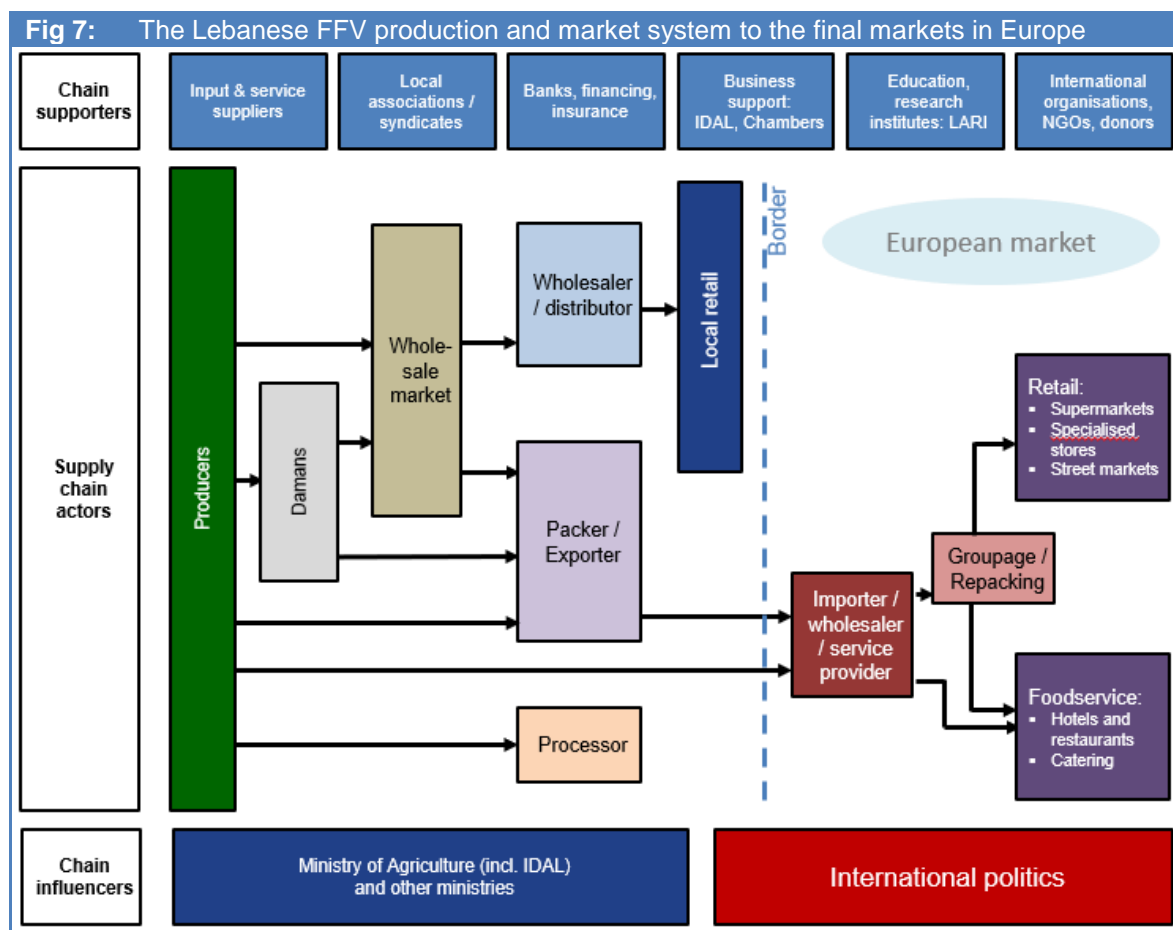 Fig 7: The Lebanese FFV production and market system to the final markets in Europe
Chain
supporters
Input & service
suppliers
Local
associations /
syndicates
Banks, financing,
insurance
Business
support:
IDAL, Chambers
Education,
research
institutes: LARI
International
organisations,
NGOs, donors
Supply
chain
actors
Producers
Damans
Whole-
sale
market
Wholesaler
/ distributor
Packer /
Exporter
Processor
Local retail
Border
European market
Importer /
wholesaler
/ service
provider
Groupage /
Repacking
Retail:
▪ Supermarkets
▪ Specialised
stores
▪ Street markets
Foodservice:
▪ Hotels and
restaurants
▪ Catering
Chain
influencers
Ministry of Agriculture (incl. IDAL)
and other ministries
International politics